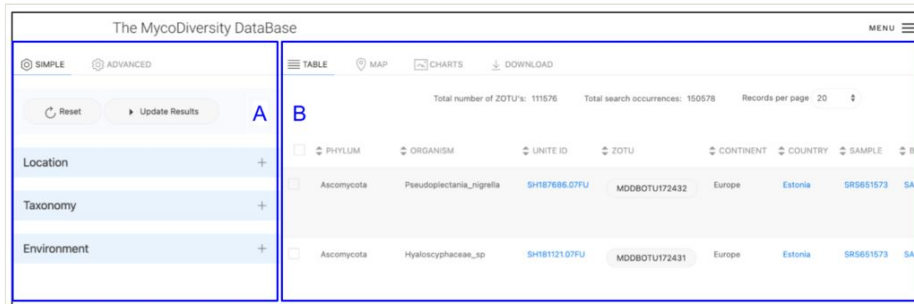 The MycoDiversity DataBase
MENU
SIMPLE ADVANCED
Reset Update Results
A
Location +
Taxonomy +
Environment +
TABLE MAP CHARTS DOWNLOAD
B
Total number of ZOTU's: 111576 Total search occurrences: 150578 Records per page 20
PHYLUM ORGANISM UNITE ID ZOTU CONTINENT COUNTRY SAMPLE B
Ascomycota Pseudoplectania_nigrella SH187686.07FU MDDBOTU172432 Europe Estonia SRS651573 SA
Ascomycota Hyaloscyphaceae_sp SH181121.07FU MDDBOTU172431 Europe Estonia SRS651573 SA